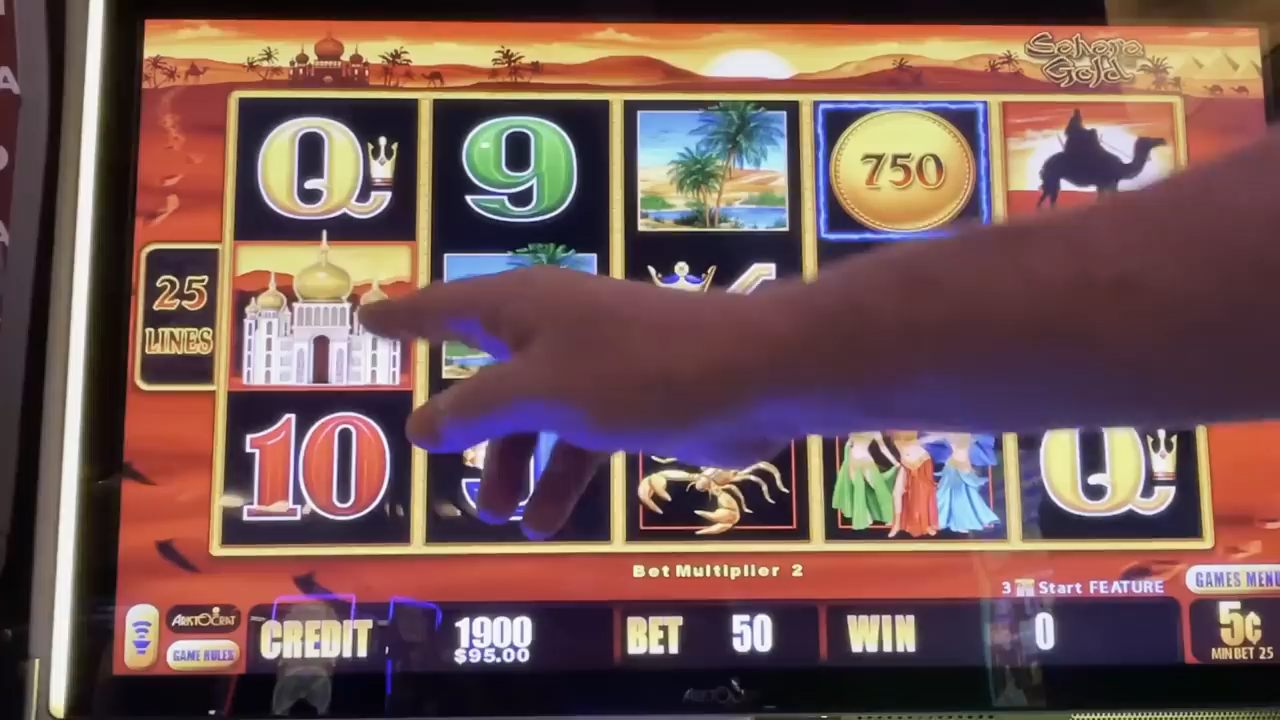 Sahara
Gold
Q
9
750
25
LINES
10
Q
Bet Multiplier 2
3 Start FEATURE
GAMES MENU
ARISTOCRAT
GAME RULES
CREDIT
1900
$95.00
BET
50
WIN
0
5¢
MIN BET 25